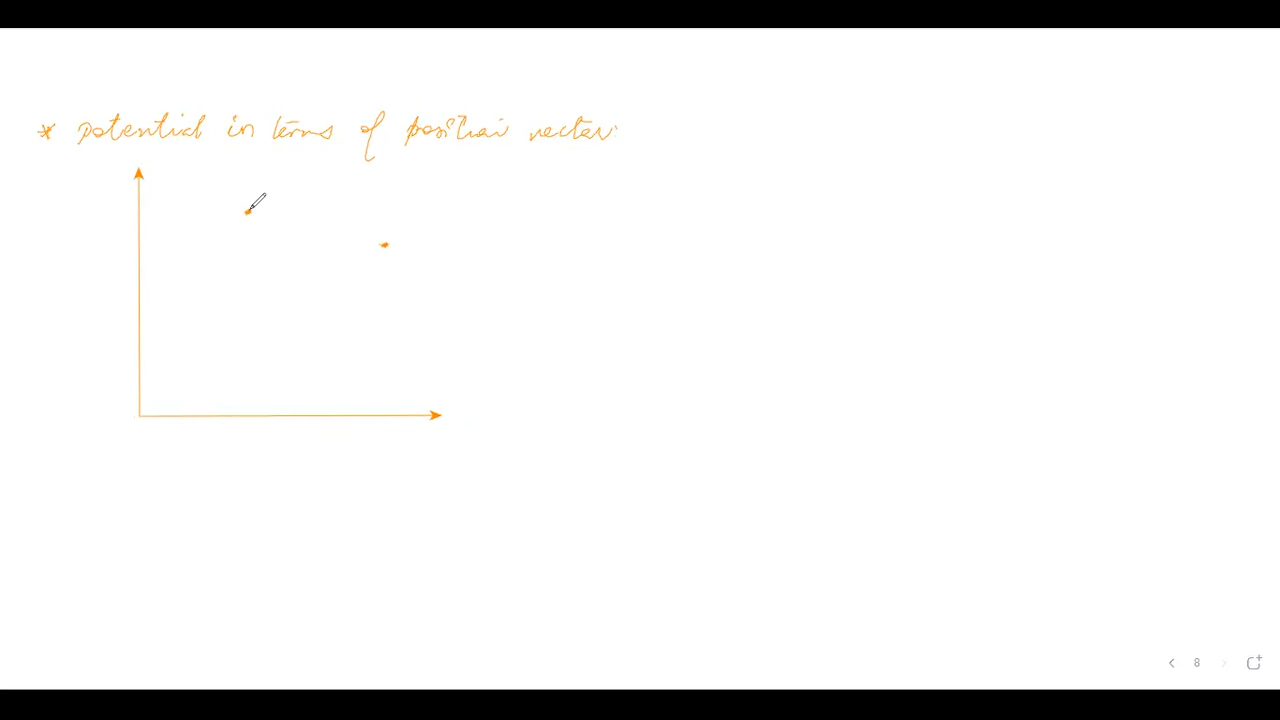 * potential in terms of position vector:
8